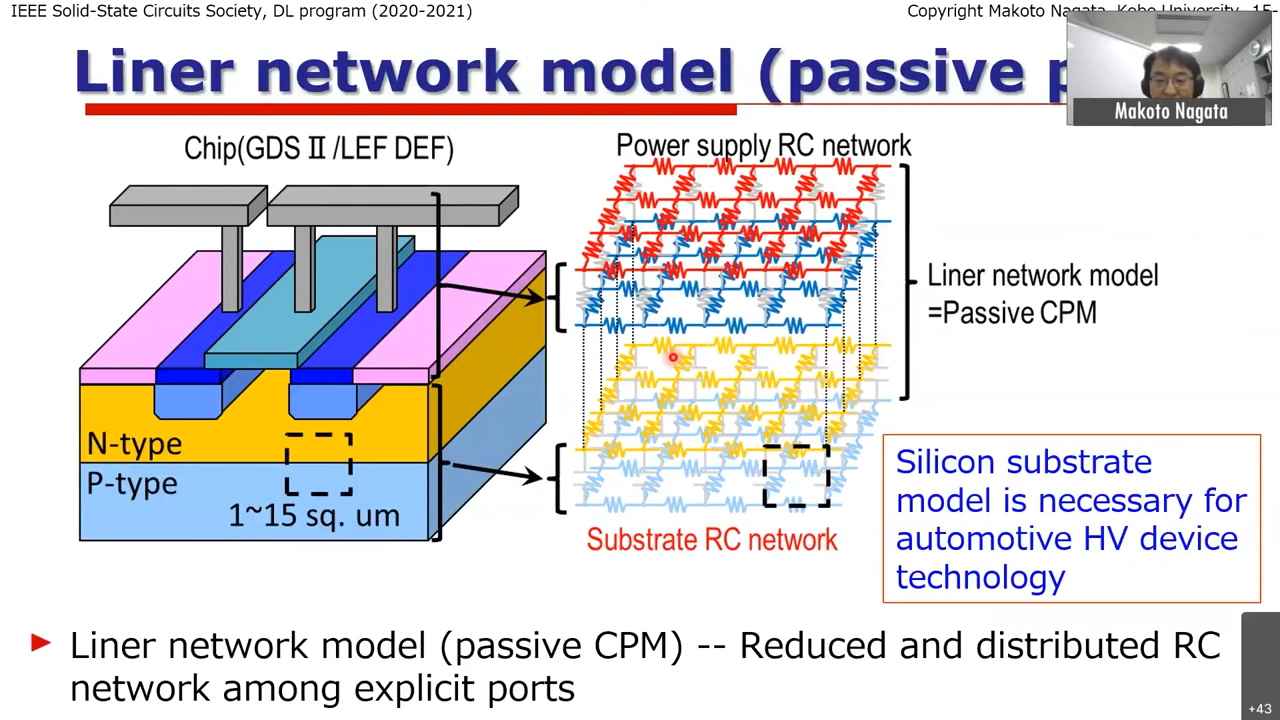 IEEE Solid-State Circuits Society, DL program (2020-2021)
Copyright Makoto Nagata, Kobe University, 15-
Liner network model (passive p
Makoto Nagata
Chip(GDS Ⅱ /LEF DEF)
Power supply RC network
Liner network model
=Passive CPM
N-type
P-type
1~15 sq. um
Substrate RC network
Silicon substrate
model is necessary for
automotive HV device
technology
Liner network model (passive CPM) -- Reduced and distributed RC
network among explicit ports
+43